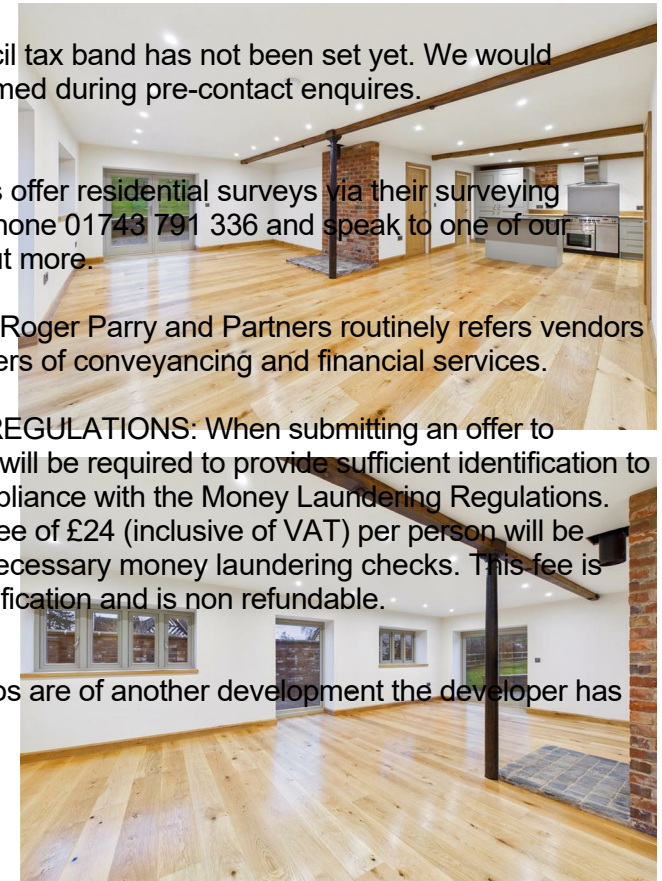 cil tax band has not been set yet. We would
med during pre-contact enquires.
s offer residential surveys via their surveying
hone 01743 791 336 and speak to one of our
ut more.
Roger Parry and Partners routinely refers vendors
ers of conveyancing and financial services.
REGULATIONS: When submitting an offer to
will be required to provide sufficient identification to
pliance with the Money Laundering Regulations.
ee of £24 (inclusive of VAT) per person will be
ecessary money laundering checks. This fee is
ification and is non refundable.
os are of another development the developer has